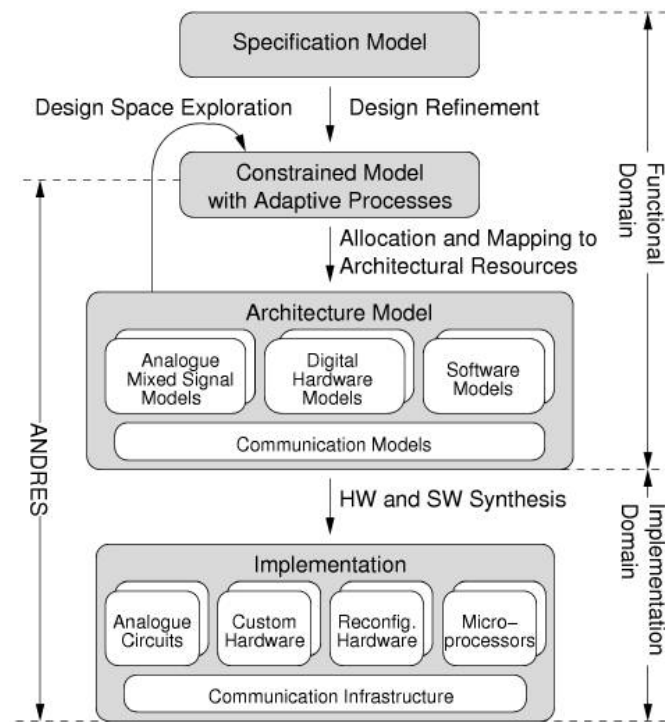 Specification Model
Design Space Exploration
Design Refinement
Constrained Model
with Adaptive Processes
Allocation and Mapping to
Architectural Resources
Architecture Model
Analogue
Mixed Signal
Models
Digital
Hardware
Models
Software
Models
Communication Models
HW and SW Synthesis
Implementation
Analogue
Circuits
Custom
Hardware
Reconfig.
Hardware
Micro–
processors
Communication Infrastructure
ANDRES
Functional
Domain
Implementation
Domain